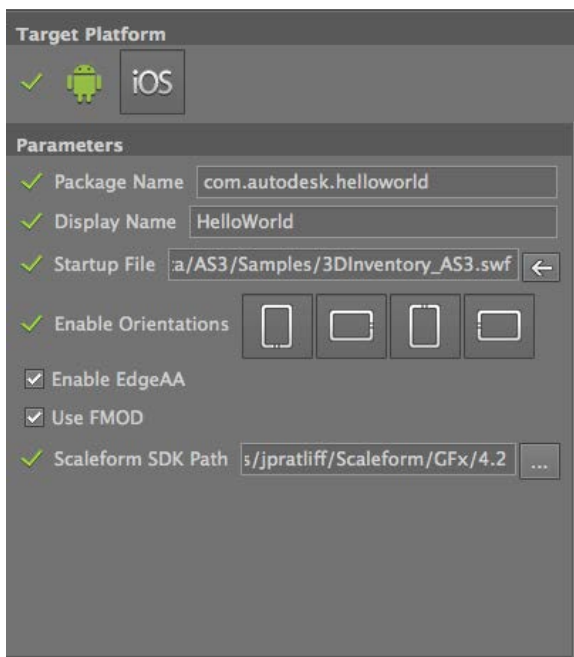 Target Platform
iOS
Parameters
Package Name com.autodesk.helloworld
Display Name HelloWorld
Startup File :a/AS3/Samples/3DInventory_AS3.swf
Enable Orientations
Enable EdgeAA
Use FMOD
Scaleform SDK Path s/jpratliff/Scaleform/GFx/4.2 ...